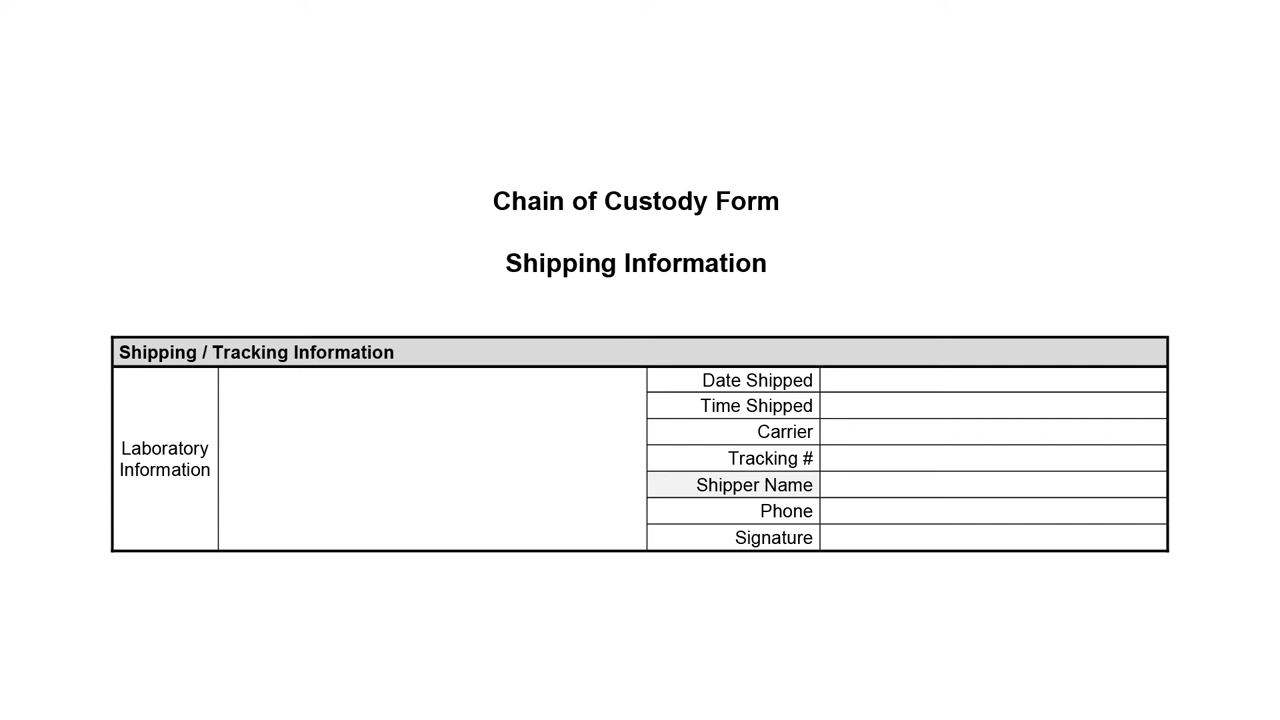 Chain of Custody Form
Shipping Information
Shipping / Tracking Information
Laboratory
Information
Date Shipped
Time Shipped
Carrier
Tracking #
Shipper Name
Phone
Signature